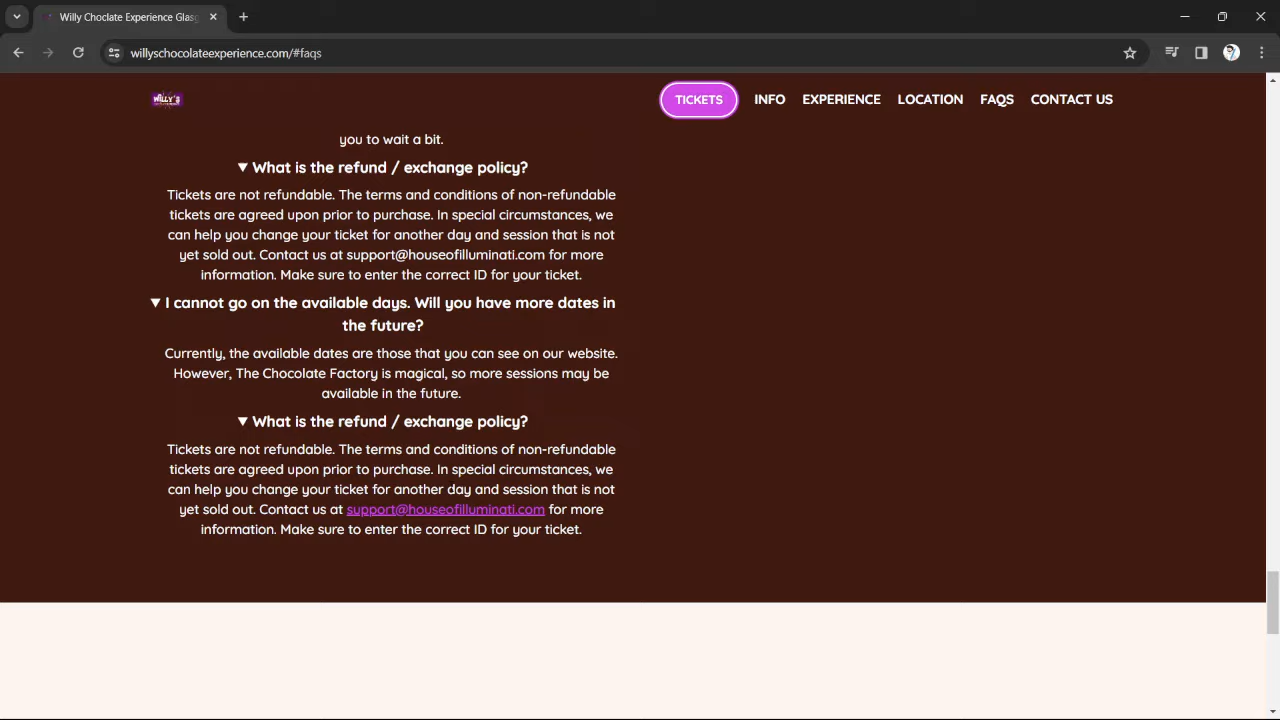 Willy Choclate Experience Glasg
willyschocolateexperience.com/#faqs
WILLY'S
TICKETS
INFO
EXPERIENCE
LOCATION
FAQS
CONTACT US
you to wait a bit.
What is the refund / exchange policy?
Tickets are not refundable. The terms and conditions of non-refundable
tickets are agreed upon prior to purchase. In special circumstances, we
can help you change your ticket for another day and session that is not
yet sold out. Contact us at support@houseofilluminati.com for more
information. Make sure to enter the correct ID for your ticket.
I cannot go on the available days. Will you have more dates in
the future?
Currently, the available dates are those that you can see on our website.
However, The Chocolate Factory is magical, so more sessions may be
available in the future.
What is the refund / exchange policy?
Tickets are not refundable. The terms and conditions of non-refundable
tickets are agreed upon prior to purchase. In special circumstances, we
can help you change your ticket for another day and session that is not
yet sold out. Contact us at support@houseofilluminati.com for more
information. Make sure to enter the correct ID for your ticket.